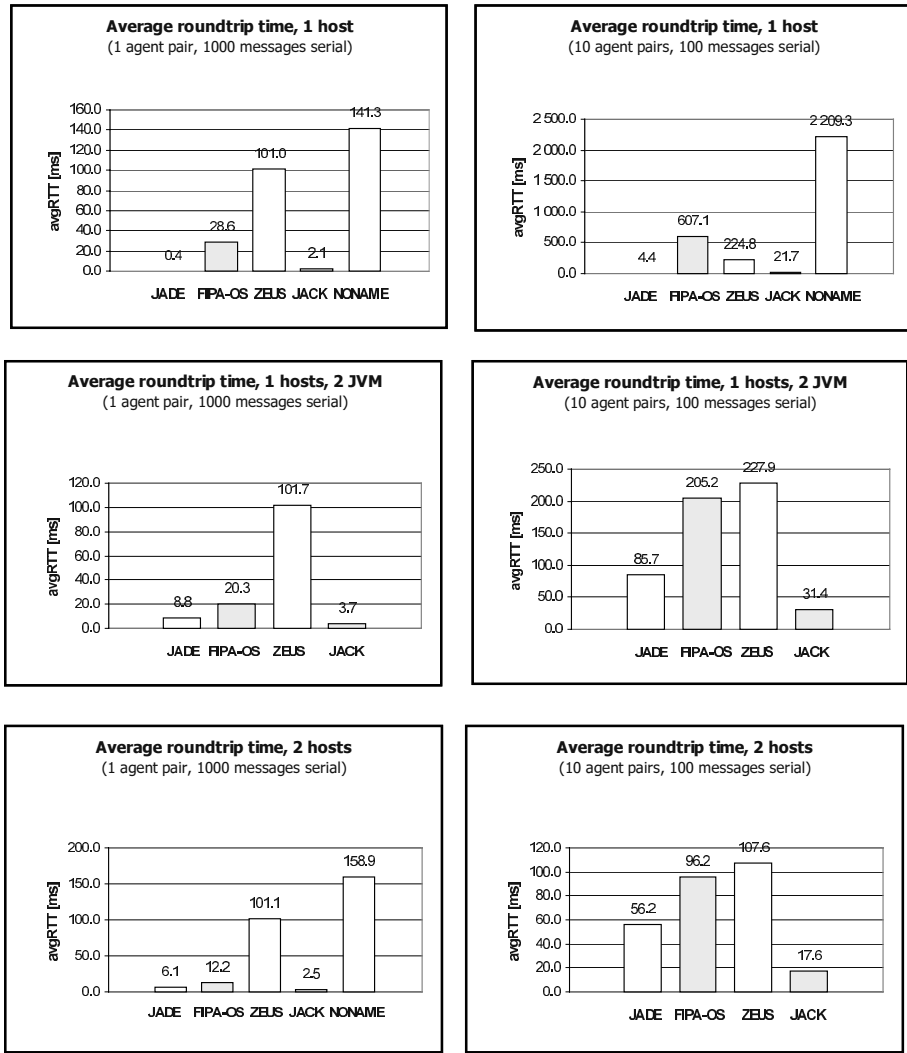 Average roundtrip time, 1 host
(1 agent pair, 1000 messages serial)
avgRTT [ms]
160.0
140.0
120.0
100.0
80.0
60.0
40.0
20.0
0.0
0.4
28.6
101.0
2.1
141.3
JADE FIPA-OS ZEUS JACK NONAME
Average roundtrip time, 1 host
(10 agent pairs, 100 messages serial)
avgRTT [ms]
2 500.0
2 000.0
1 500.0
1 000.0
500.0
0.0
4.4
607.1
224.8
21.7
2 209.3
JADE FIPA-OS ZEUS JACK NONAME
Average roundtrip time, 1 hosts, 2 JVM
(1 agent pair, 1000 messages serial)
avgRTT [ms]
120.0
100.0
80.0
60.0
40.0
20.0
0.0
8.8
20.3
101.7
3.7
JADE FIPA-OS ZEUS JACK
Average roundtrip time, 1 hosts, 2 JVM
(10 agent pairs, 100 messages serial)
avgRTT [ms]
250.0
200.0
150.0
100.0
50.0
0.0
85.7
205.2
227.9
31.4
JADE FIPA-OS ZEUS JACK
Average roundtrip time, 2 hosts
(1 agent pair, 1000 messages serial)
avgRTT [ms]
200.0
150.0
100.0
50.0
0.0
6.1
12.2
101.1
2.5
158.9
JADE FIPA-OS ZEUS JACK NONAME
Average roundtrip time, 2 hosts
(10 agent pairs, 100 messages serial)
avgRTT [ms]
120.0
100.0
80.0
60.0
40.0
20.0
0.0
56.2
96.2
107.6
17.6
JADE FIPA-OS ZEUS JACK